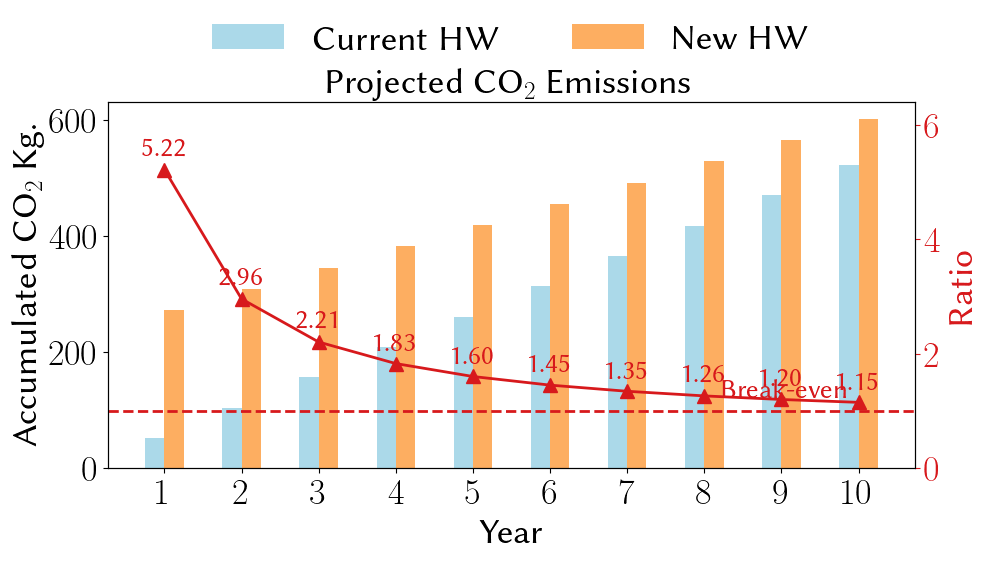 Current HW New HW
Projected CO₂ Emissions
Accumulated CO₂ Kg.
600
400
200
0
5.22
2.96
2.21
1.83
1.60
1.45
1.35
1.26
1.20
1.15
Break-even
6
4
2
0
Ratio
1 2 3 4 5 6 7 8 9 10
Year